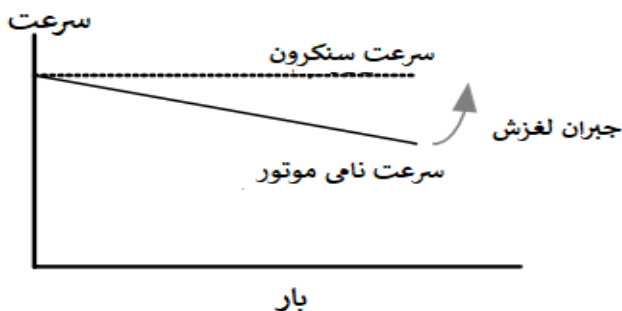 سرعت
سرعت سنکرون
جبران لغزش
سرعت نامی موتور
بار